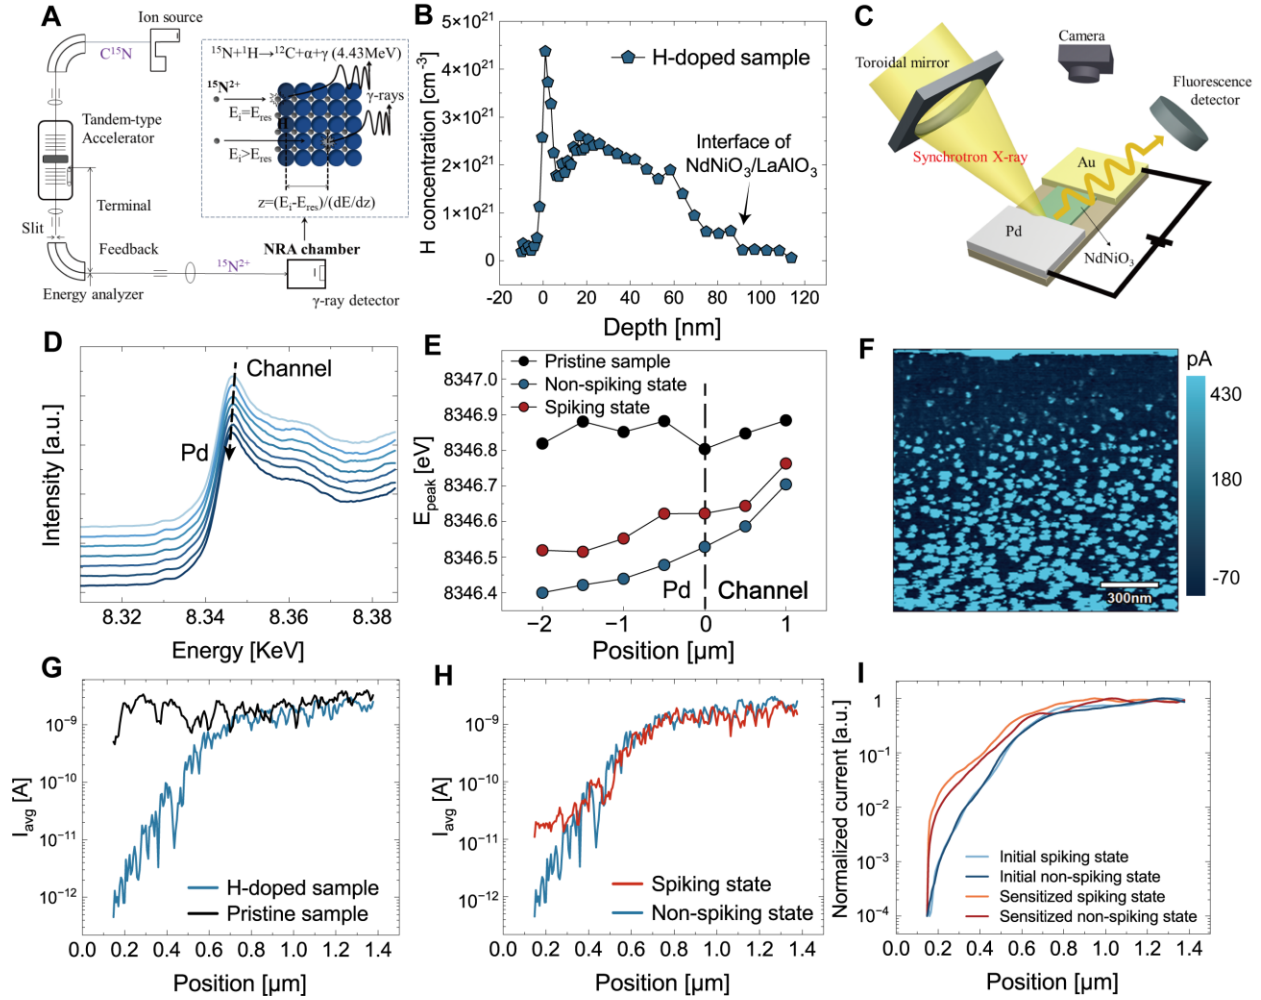 A
Ion source
C¹⁵N
¹⁵N+¹H→¹²C+α+γ (4.43MeV)
¹⁵N²⁺
γ-rays
Eᵢ=E_res
H
Eᵢ>E_res
z=(Eᵢ-E_res)/(dE/dz)
Tandem-type
Accelerator
Terminal
Slit
Feedback
NRA chamber
¹⁵N²⁺
Energy analyzer
γ-ray detector
B
H concentration [cm⁻³]
5×10²¹
4×10²¹
3×10²¹
2×10²¹
1×10²¹
0
H-doped sample
Interface of
NdNiO₃/LaAlO₃
-20 0 20 40 60 80 100 120
Depth [nm]
C
Camera
Toroidal mirror
Fluorescence
detector
Synchrotron X-ray
Au
Pd
NdNiO₃
D
Intensity [a.u.]
Channel
Pd
8.32 8.34 8.36 8.38
Energy [KeV]
E
E_peak [eV]
8347.0
8346.9
8346.8
8346.7
8346.6
8346.5
8346.4
Pristine sample
Non-spiking state
Spiking state
Pd Channel
−2 −1 0 1
Position [µm]
F
pA
430
180
-70
300nm
G
I_avg [A]
10⁻⁹
10⁻¹⁰
10⁻¹¹
10⁻¹²
H-doped sample
Pristine sample
0.0 0.2 0.4 0.6 0.8 1.0 1.2 1.4
Position [µm]
H
I_avg [A]
10⁻⁹
10⁻¹⁰
10⁻¹¹
10⁻¹²
Spiking state
Non-spiking state
0.0 0.2 0.4 0.6 0.8 1.0 1.2 1.4
Position [µm]
I
Normalized current [a.u.]
1
10⁻¹
10⁻²
10⁻³
10⁻⁴
Initial spiking state
Initial non-spiking state
Sensitized spiking state
Sensitized non-spiking state
0.0 0.2 0.4 0.6 0.8 1.0 1.2 1.4
Position [µm]